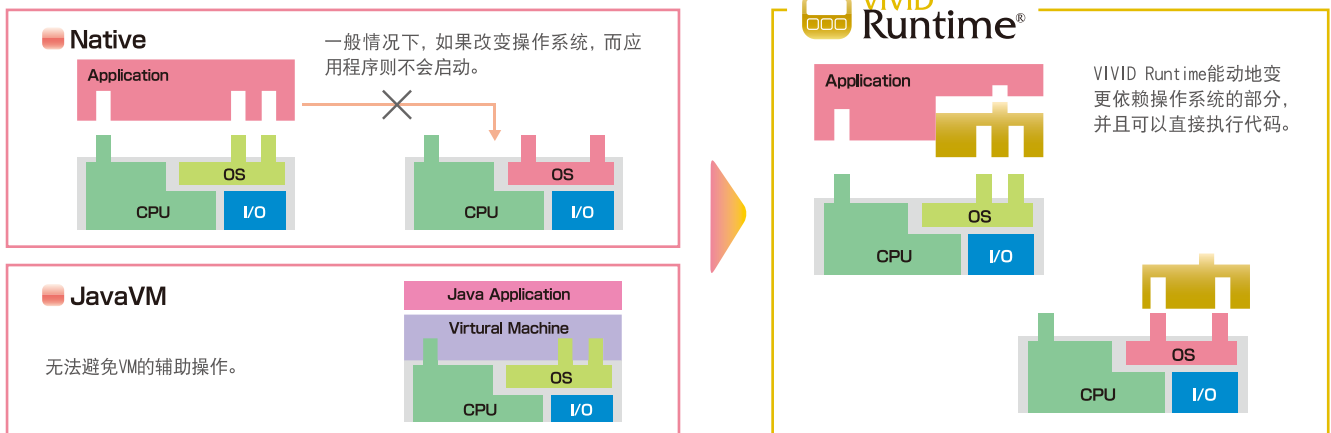 Native
一般情况下，如果改变操作系统，而应
用程序则不会启动。
Application
OS
CPU
I/O
OS
CPU
I/O
JavaVM
无法避免VM的辅助操作。
Java Application
Virtural Machine
OS
CPU
I/O
VIVID
Runtime®
Application
VIVID Runtime能动地变
更依赖操作系统的部分，
并且可以直接执行代码。
OS
CPU
I/O
OS
CPU
I/O